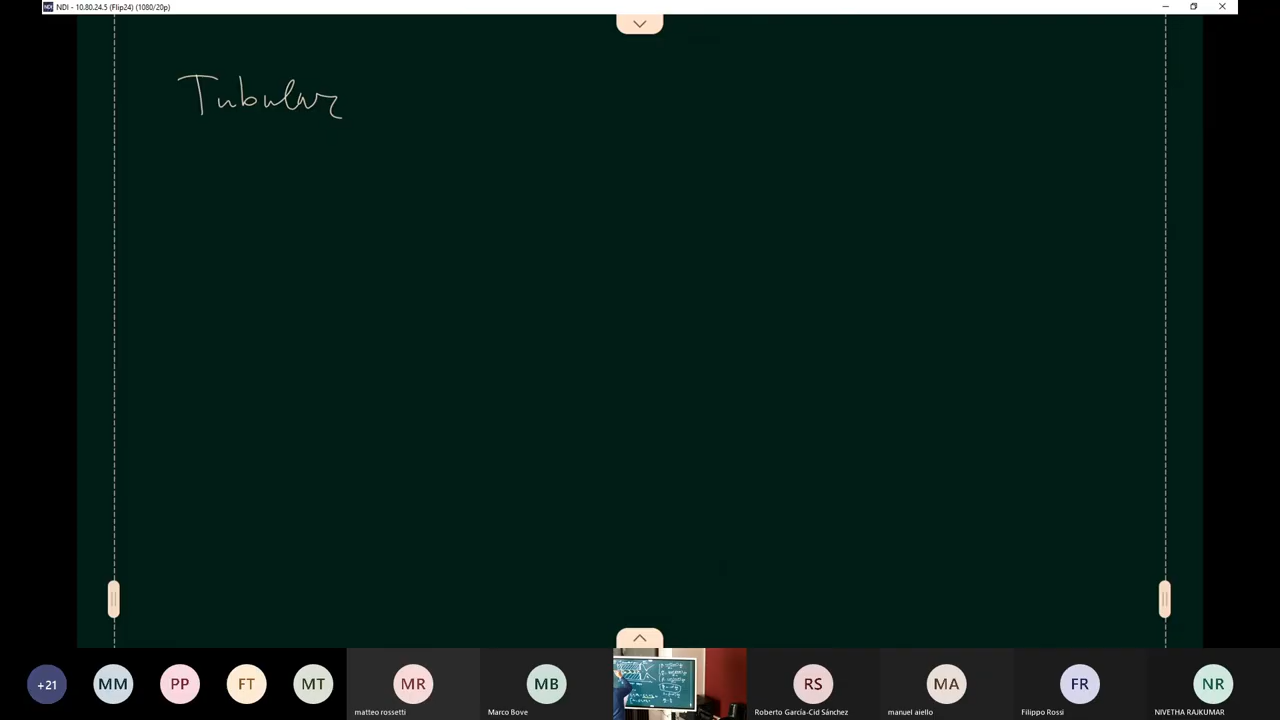 NDI - 10.80.24.5 (Flip24) (1080/20p)
Tubular
+21
MM
PP
FT
MT
MR
MB
RS
MA
FR
NR
matteo rossetti
Marco Bove
Roberto García-Cid Sánchez
manuel aiello
Filippo Rossi
NIVETHA RAJKUMAR